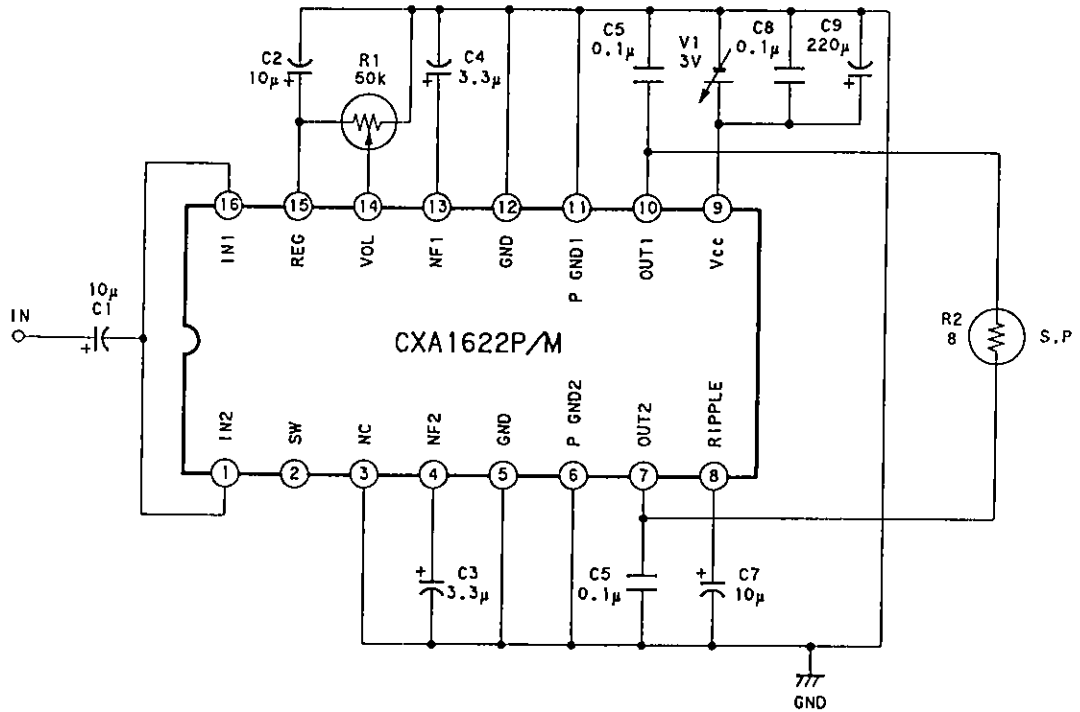 C2
10μ
R1
50k
C4
3.3μ
C5
0.1μ
V1
3V
C8
0.1μ
C9
220μ
+
+
+
16
15
14
13
12
11
10
9
IN1
REG
VOL
NF1
GND
P GND1
OUT1
Vcc
10μ
C1
IN
+
CXA1622P/M
R2
8
S.P
IN2
SW
NC
NF2
GND
P GND2
OUT2
RIPPLE
1
2
3
4
5
6
7
8
+
C3
3.3μ
C5
0.1μ
+
C7
10μ
GND